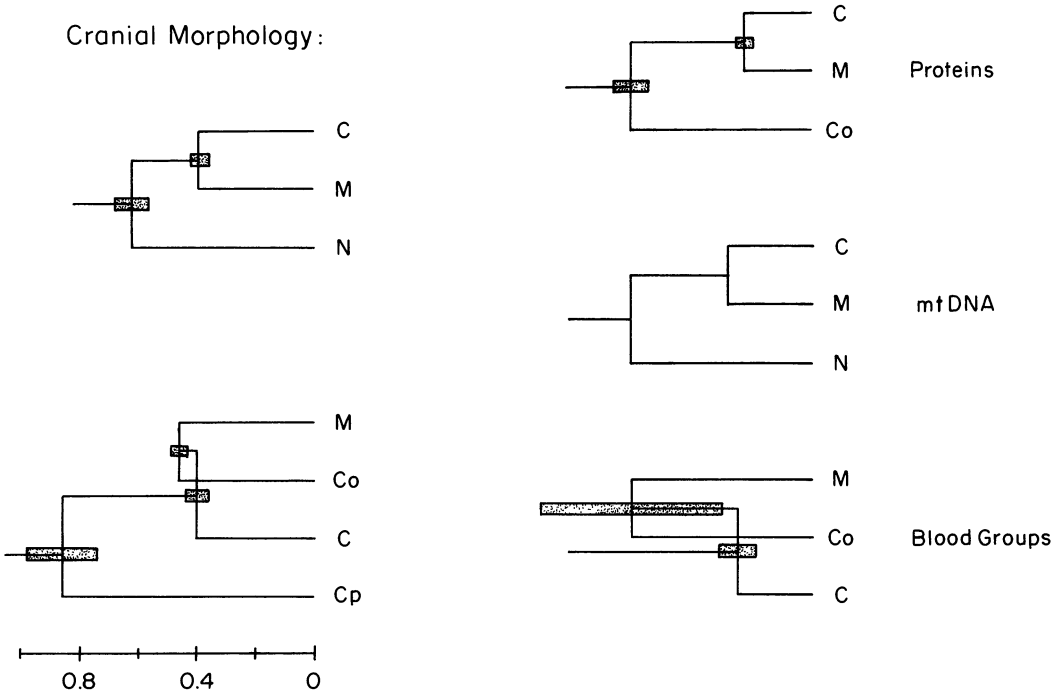 Cranial Morphology:
C
M
N
M
Co
C
Cp
0.8 0.4 0
C
M
Co
Proteins
C
M
N
mtDNA
M
Co
C
Blood Groups